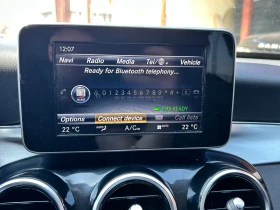 12:07
Navi Radio Media Tel/ Vehicle
Ready for Bluetooth telephony...
0 1 2 3 4 5 6 7 8 9 * # +
READY
Options Connect device Call lists
22 °C A/C 22 °C